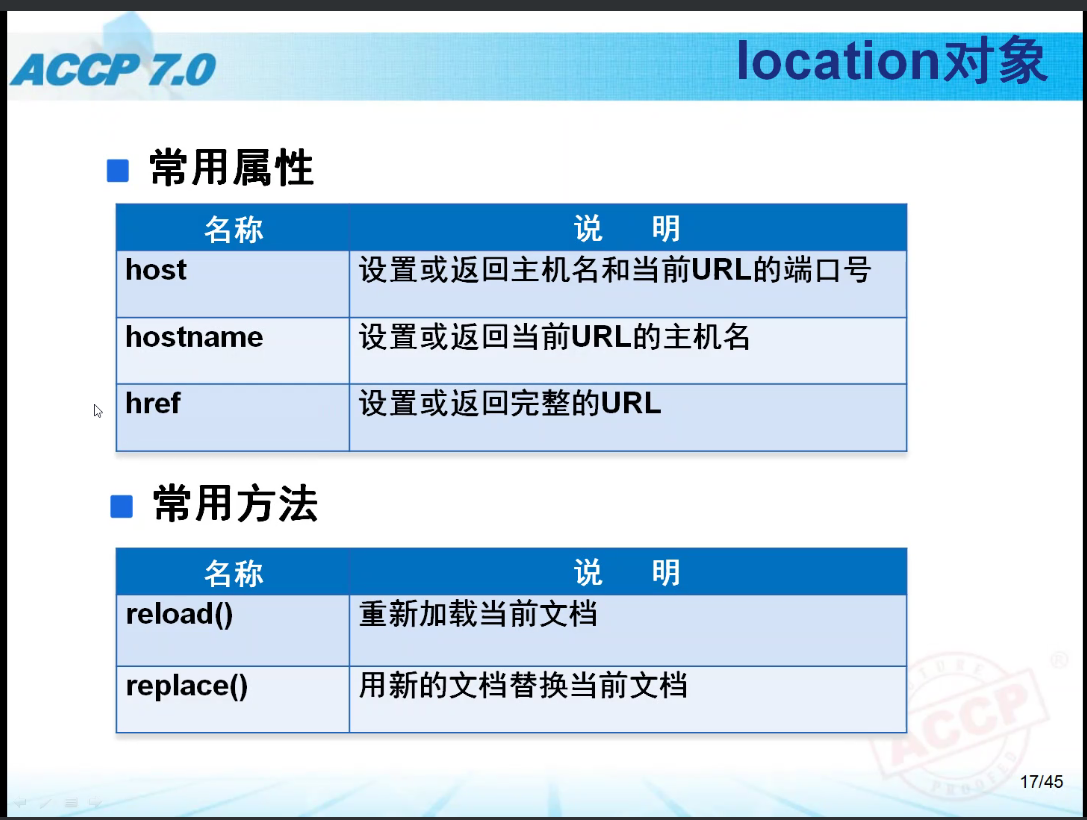 ACCP 7.0
location对象
常用属性
名称 说 明
host 设置或返回主机名和当前URL的端口号
hostname 设置或返回当前URL的主机名
href 设置或返回完整的URL
常用方法
名称 说 明
reload() 重新加载当前文档
replace() 用新的文档替换当前文档
ACCP
®
17/45